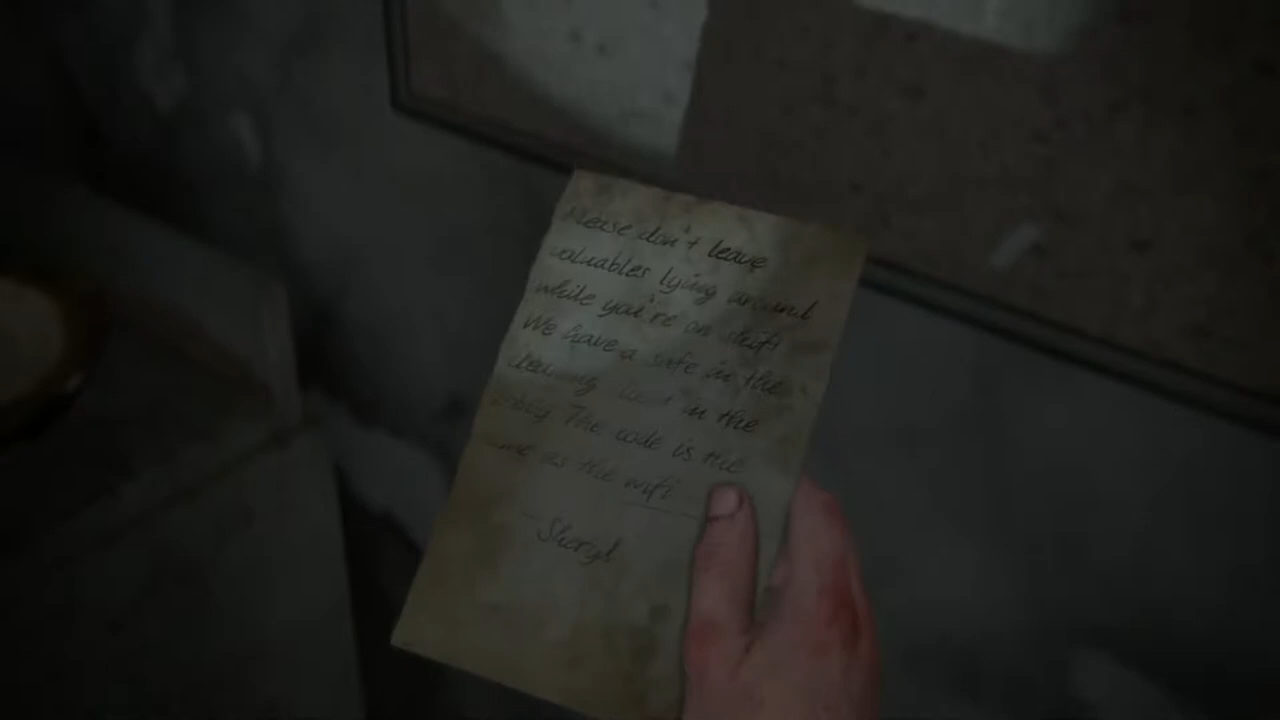 Please don't leave
valuables lying around
while you're on shift
We have a safe in the
in the
The code is the
as the wifi
- Sheryl